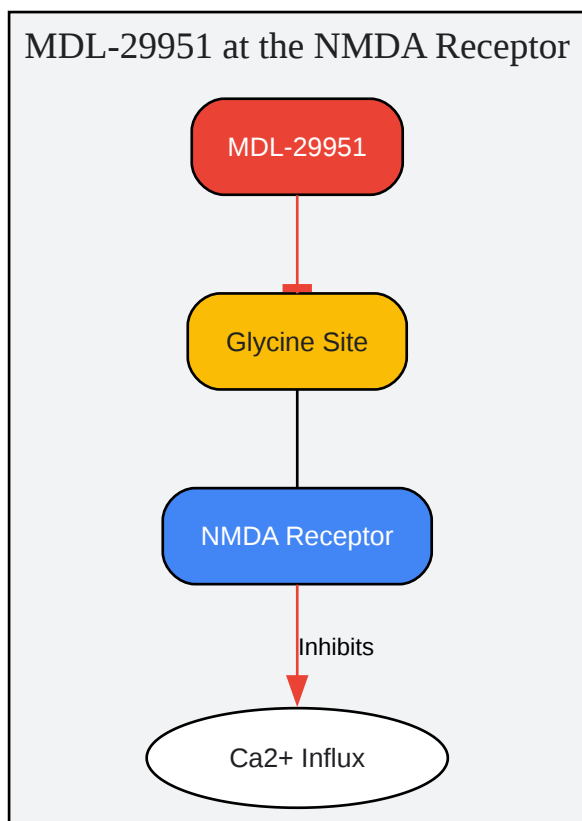 MDL-29951 at the NMDA Receptor
MDL-29951
Glycine Site
NMDA Receptor
Inhibits
Ca2+ Influx